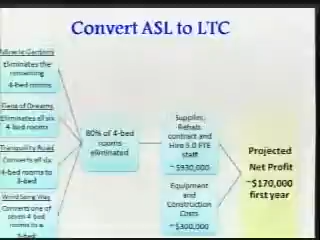 Convert ASL to LTC
Eliminates the
remaining
4-bed rooms
Field of Dreams
Eliminates all six
4-bed rooms
Tranquility Road
Converts all six
4-bed rooms to
3-bed
Wind Song Way
Converts one of
seven 4-bed
rooms to a
3-bed
80% of 4-bed
rooms
eliminated
Supplies,
Rehab
contract and
Hire 5.0 FTE
staff
~$930,000
Equipment
and
Construction
Costs
~$300,000
Projected
Net Profit
~$170,000
first year